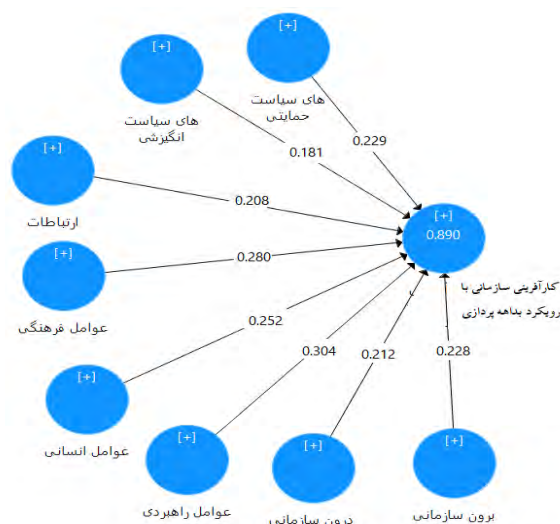 [+]
های سیاست
حمایتی
0.229
[+]
های سیاست
انگیزشی
0.181
[+]
ارتباطات
0.208
[+]
عوامل فرهنگی
0.280
[+]
عوامل انسانی
0.252
[+]
عوامل راهبردی
0.304
[+]
درون سازمانی
0.212
[+]
برون سازمانی
0.228
[+]
0.890
کارآفرینی سازمانی با
رویکرد بداهه پردازی